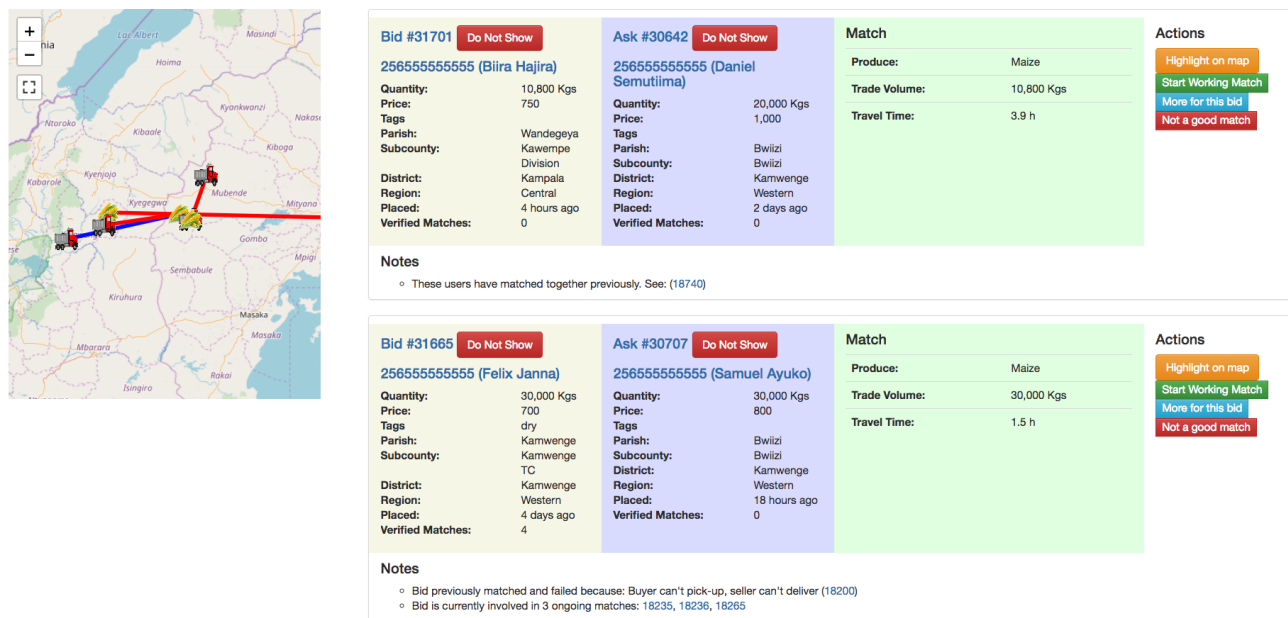 +
−
nia
Lac Albert
Masindi
Hoima
Kyankwanzi
Nakaso
Ntoroko
Kibaale
Kiboga
Kabarole
Kyenjojo
Mubende
Kyegegwa
Mityana
ese
Gomba
Mpigi
Sembabule
Kiruhura
Masaka
Masaka
Mbarara
Rakai
Isingiro
Bid #31701 Do Not Show
256555555555 (Biira Hajira)
Quantity: 10,800 Kgs
Price: 750
Tags
Parish: Wandegeya
Subcounty: Kawempe
Division
District: Kampala
Region: Central
Placed: 4 hours ago
Verified Matches: 0
Ask #30642 Do Not Show
256555555555 (Daniel
Semutiima)
Quantity: 20,000 Kgs
Price: 1,000
Tags
Parish: Bwiizi
Subcounty: Bwiizi
District: Kamwenge
Region: Western
Placed: 2 days ago
Verified Matches: 0
Match
Produce: Maize
Trade Volume: 10,800 Kgs
Travel Time: 3.9 h
Actions
Highlight on map
Start Working Match
More for this bid
Not a good match
Notes
These users have matched together previously. See: (18740)
Bid #31665 Do Not Show
256555555555 (Felix Janna)
Quantity: 30,000 Kgs
Price: 700
Tags dry
Parish: Kamwenge
Subcounty: Kamwenge
TC
District: Kamwenge
Region: Western
Placed: 4 days ago
Verified Matches: 4
Ask #30707 Do Not Show
256555555555 (Samuel Ayuko)
Quantity: 30,000 Kgs
Price: 800
Tags
Parish: Bwiizi
Subcounty: Bwiizi
District: Kamwenge
Region: Western
Placed: 18 hours ago
Verified Matches: 0
Match
Produce: Maize
Trade Volume: 30,000 Kgs
Travel Time: 1.5 h
Actions
Highlight on map
Start Working Match
More for this bid
Not a good match
Notes
Bid previously matched and failed because: Buyer can't pick-up, seller can't deliver (18200)
Bid is currently involved in 3 ongoing matches: 18235, 18236, 18265